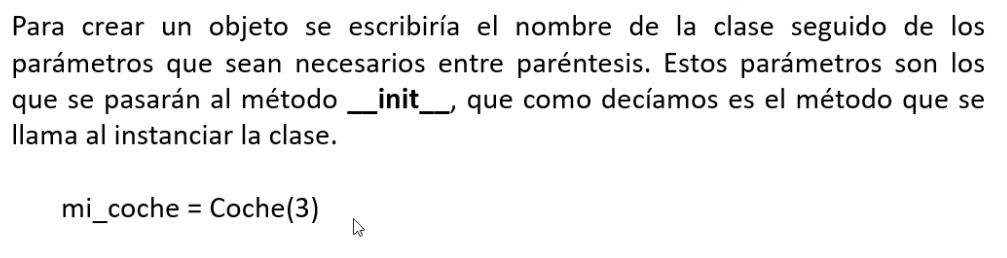 Para crear un objeto se escribiría el nombre de la clase seguido de los
parámetros que sean necesarios entre paréntesis. Estos parámetros son los
que se pasarán al método __init__, que como decíamos es el método que se
llama al instanciar la clase.
mi_coche = Coche(3)